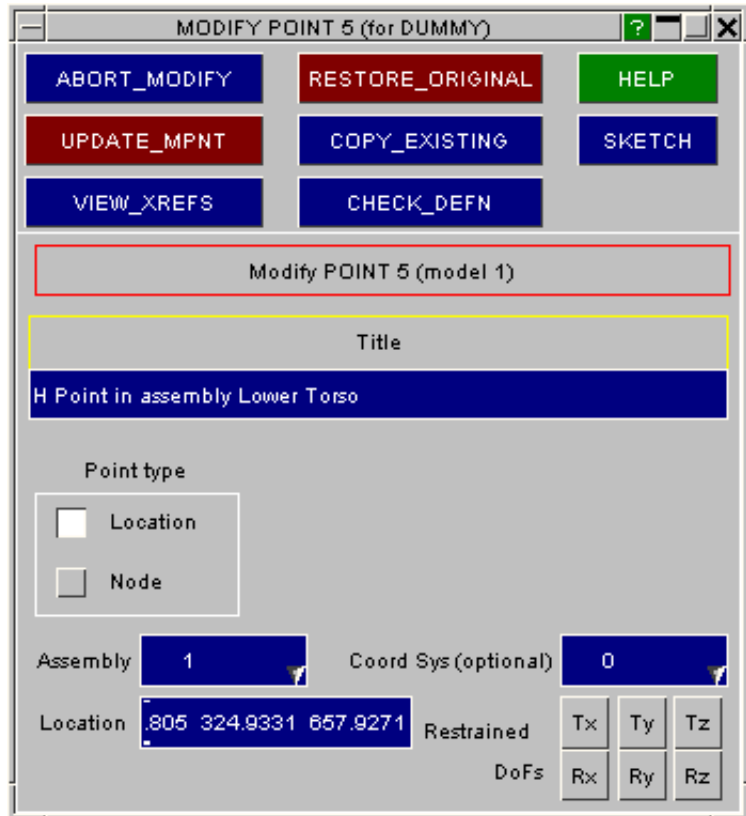 MODIFY POINT 5 (for DUMMY) ?
ABORT_MODIFY RESTORE_ORIGINAL HELP
UPDATE_MPNT COPY_EXISTING SKETCH
VIEW_XREFS CHECK_DEFN
Modify POINT 5 (model 1)
Title
H Point in assembly Lower Torso
Point type
Location
Node
Assembly 1 Coord Sys (optional) 0
Location .805 324.9331 657.9271 Restrained Tx Ty Tz
DoFs Rx Ry Rz